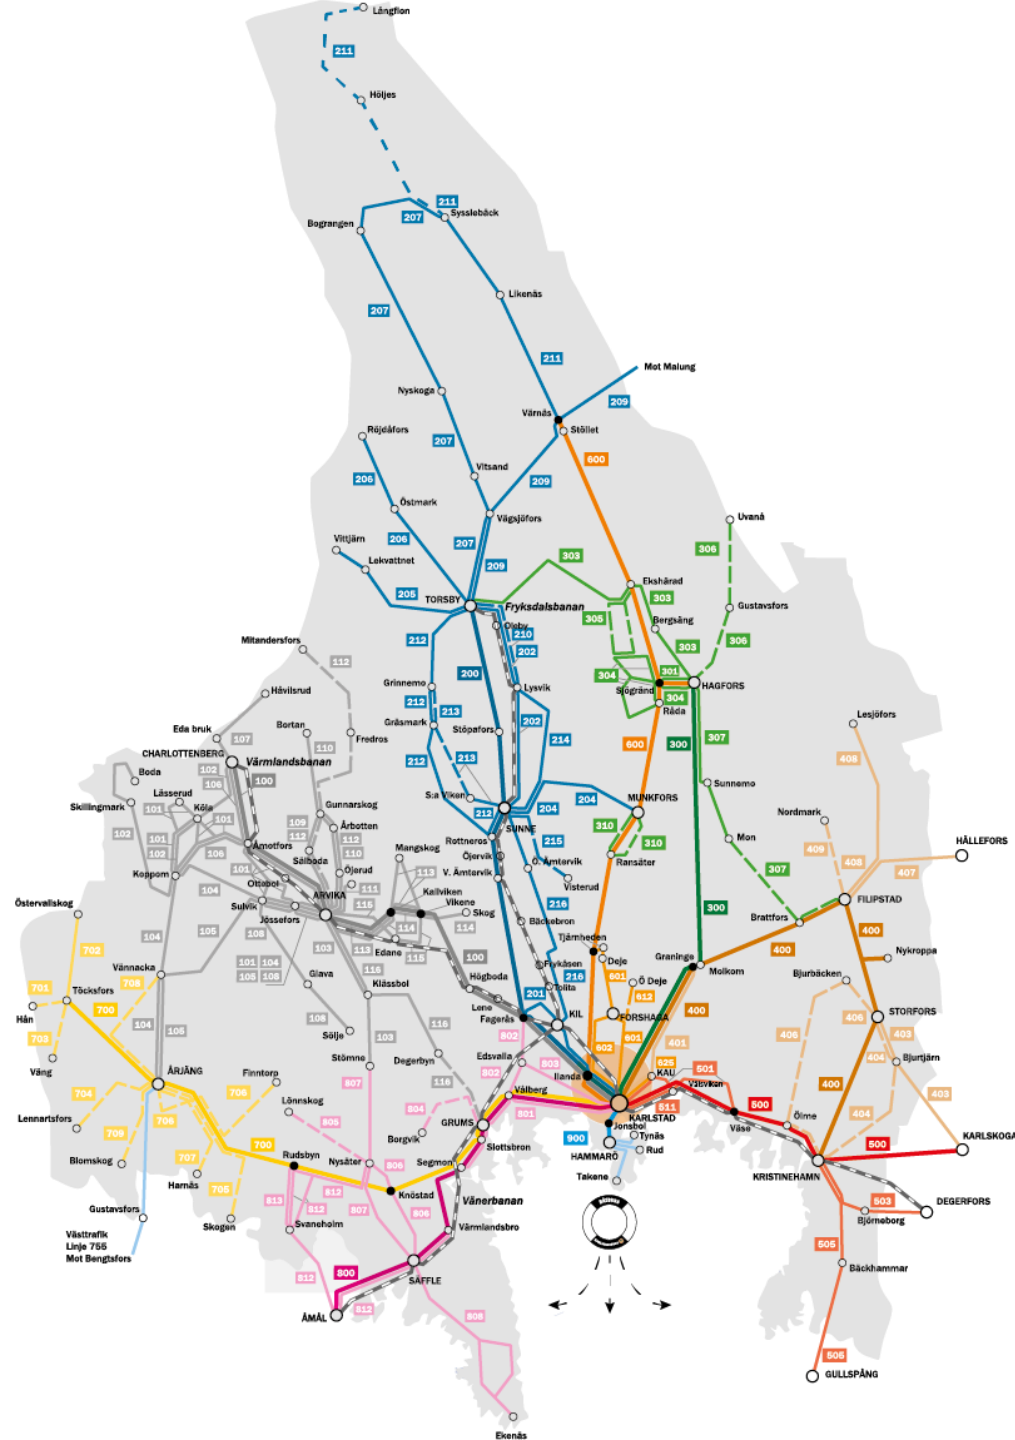 Långflon
211
Höljes
211
Sysslebäck
207
Bograngen
Likenäs
207
211
Mot Malung
Nyskoga
209
Värnäs
Stöllet
Röjdåfors
207
600
Vitsand
206
209
Östmark
Vägsjöfors
Uvanå
206
Vittjärn
207
306
Lekvattnet
303
209
Ekshärad
205
TORSBY
303
Fryksdalsbanan
305
Gustavsfors
Oleby
Bergsäng
212
210
306
Mitandersfors
202
303
112
200
301
304
Grinnemo
Lysvik
Sjögränd
HAGFORS
Håvilsrud
212
304
213
Råda
Gräsmark
202
Lesjöfors
Eda bruk
Bortan
Stöpafors
214
107
Fredros
600
300
307
CHARLOTTENBERG
110
213
408
Värmlandsbanan
212
102
Boda
100
106
Sunnemo
204
Lässerud
S:a Viken
Skillingmark
Köla
Gunnarskog
204
101
212
MUNKFORS
Nordmark
101
109
Årbotten
SUNNE
310
102
101
112
112
310
Mon
Rottneros
215
HÄLLEFORS
102
106
Åmotfors
Mangskog
Öjervik
409
Sälboda
110
Ransäter
408
101
Öjerud
113
Ö. Ämtervik
407
Koppom
307
Ottebol
111
V. Ämtervik
Visterud
104
ARVIKA
115
Kallviken
FILIPSTAD
Östervallskog
Sulvik
Vikene
Skog
216
300
Brattfors
Jössefors
114
Bäckebron
105
108
114
Tjärnheden
400
400
104
103
113
702
Edane
115
Nykroppa
101
104
100
Deje
Graninge
Vännacka
105
108
Glava
116
Fryksåsen
Molkom
Bjurbäcken
701
708
Högboda
216
601
Töcksfors
Klässbol
Tolita
Ö Deje
700
201
612
400
Hån
108
Lene
STORFORS
Fagerås
KIL
FORSHAGA
406
703
104
105
Sölje
116
103
406
403
802
602
601
401
Väng
Stömne
Degerbyn
Edsvalla
404
Bjurtjärn
ÅRJÄNG
Finntorp
803
625
807
802
Ilanda
KAU
501
704
706
Välsviken
400
403
Lönnskog
Välberg
KARLSTAD
804
801
511
500
404
Lennartsfors
706
805
GRUMS
Jonsbol
Väse
Ölme
709
700
Borgvik
900
Tynäs
KARLSKOGA
Slottsbron
HAMMARÖ
500
Blomskog
707
Rudsbyn
Nysäter
Segmon
Rud
806
KRISTINEHAMN
Harnäs
705
812
Takene
Knöstad
813
812
Vänerbanan
503
DEGERFORS
Gustavsfors
807
806
Björneborg
Skogen
Svaneholm
Värmlandsbro
Västtrafik
505
Linje 755
Mot Bengtsfors
Bäckhammar
800
812
SÄFFLE
812
ÅMÅL
808
505
GULLSPÅNG
Ekenäs